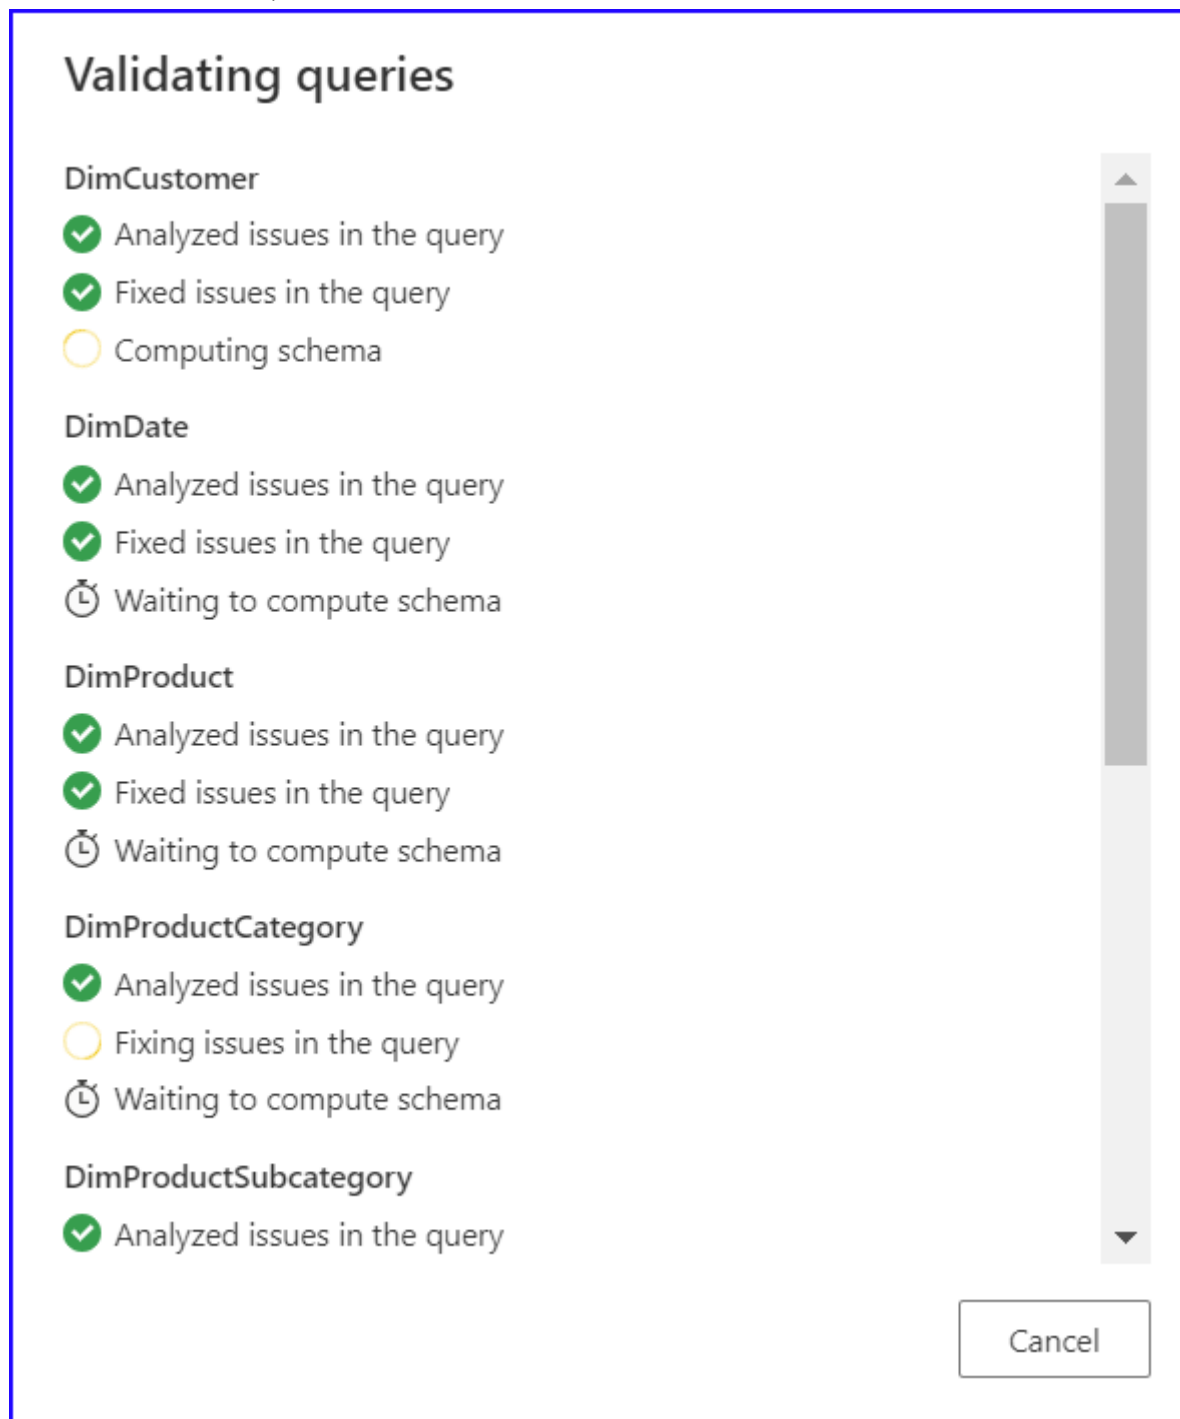 Validating queries
DimCustomer
Analyzed issues in the query
Fixed issues in the query
Computing schema
DimDate
Analyzed issues in the query
Fixed issues in the query
Waiting to compute schema
DimProduct
Analyzed issues in the query
Fixed issues in the query
Waiting to compute schema
DimProductCategory
Analyzed issues in the query
Fixing issues in the query
Waiting to compute schema
DimProductSubcategory
Analyzed issues in the query
Cancel